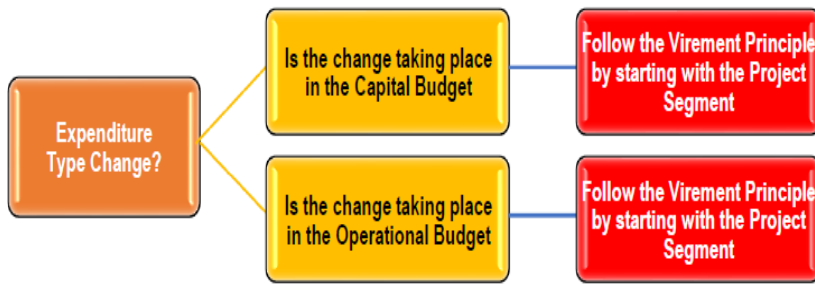 Expenditure
Type Change?
Is the change taking place
in the Capital Budget
Follow the Virement Principle
by starting with the Project
Segment
Is the change taking place
in the Operational Budget
Follow the Virement Principle
by starting with the Project
Segment